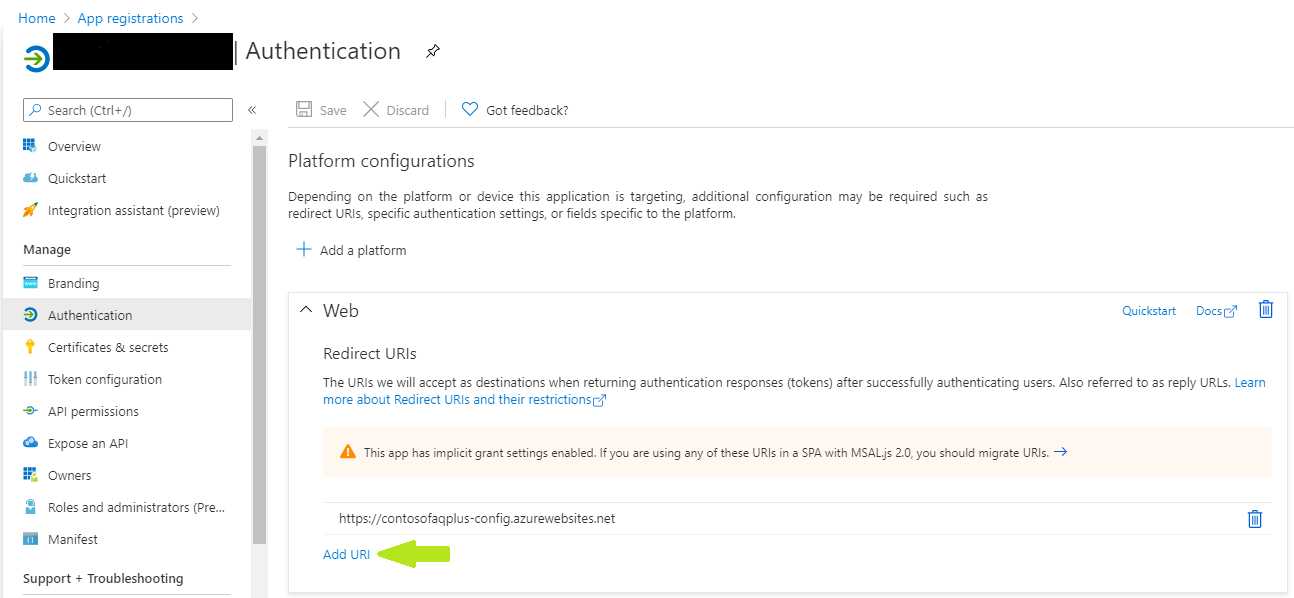 Home > App registrations >
| Authentication
Search (Ctrl+/)
«
Save
Discard
Got feedback?
Overview
Quickstart
Integration assistant (preview)
Manage
Branding
Authentication
Certificates & secrets
Token configuration
API permissions
Expose an API
Owners
Roles and administrators (Pre...
Manifest
Support + Troubleshooting
Platform configurations
Depending on the platform or device this application is targeting, additional configuration may be required such as
redirect URIs, specific authentication settings, or fields specific to the platform.
Add a platform
Web
Quickstart
Docs
Redirect URIs
The URIs we will accept as destinations when returning authentication responses (tokens) after successfully authenticating users. Also referred to as reply URLs. Learn
more about Redirect URIs and their restrictions
This app has implicit grant settings enabled. If you are using any of these URIs in a SPA with MSAL.js 2.0, you should migrate URIs. →
https://contosofaqplus-config.azurewebsites.net
Add URI